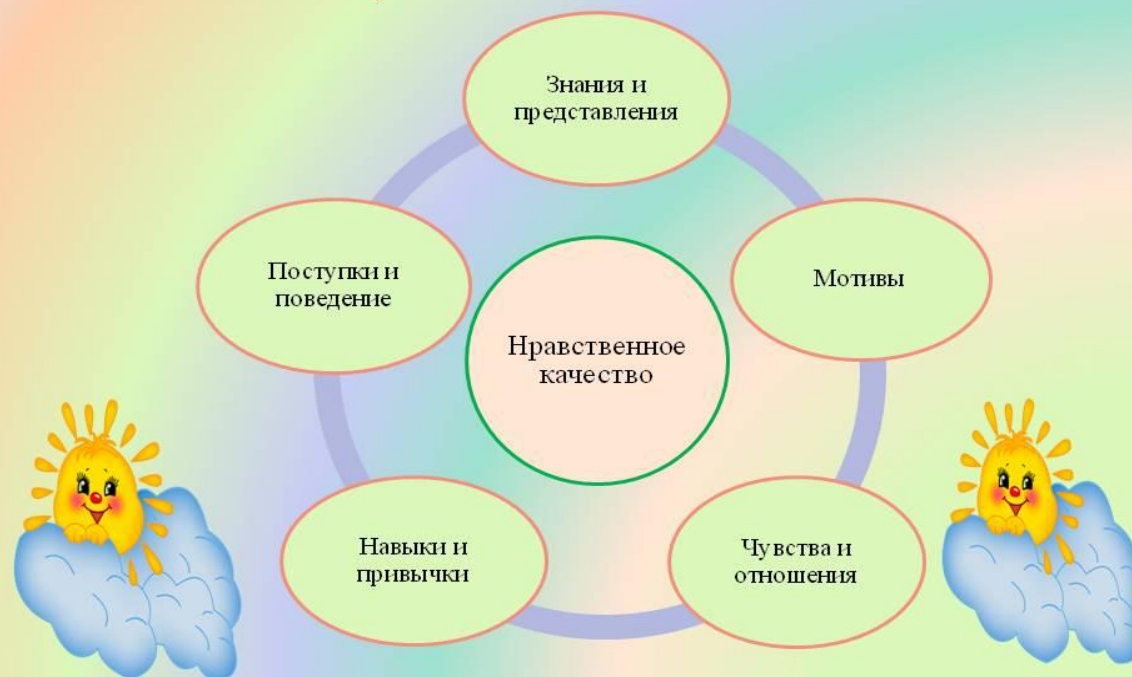 Знания и
представления
Мотивы
Чувства и
отношения
Навыки и
привычки
Поступки и
поведение
Нравственное
качество